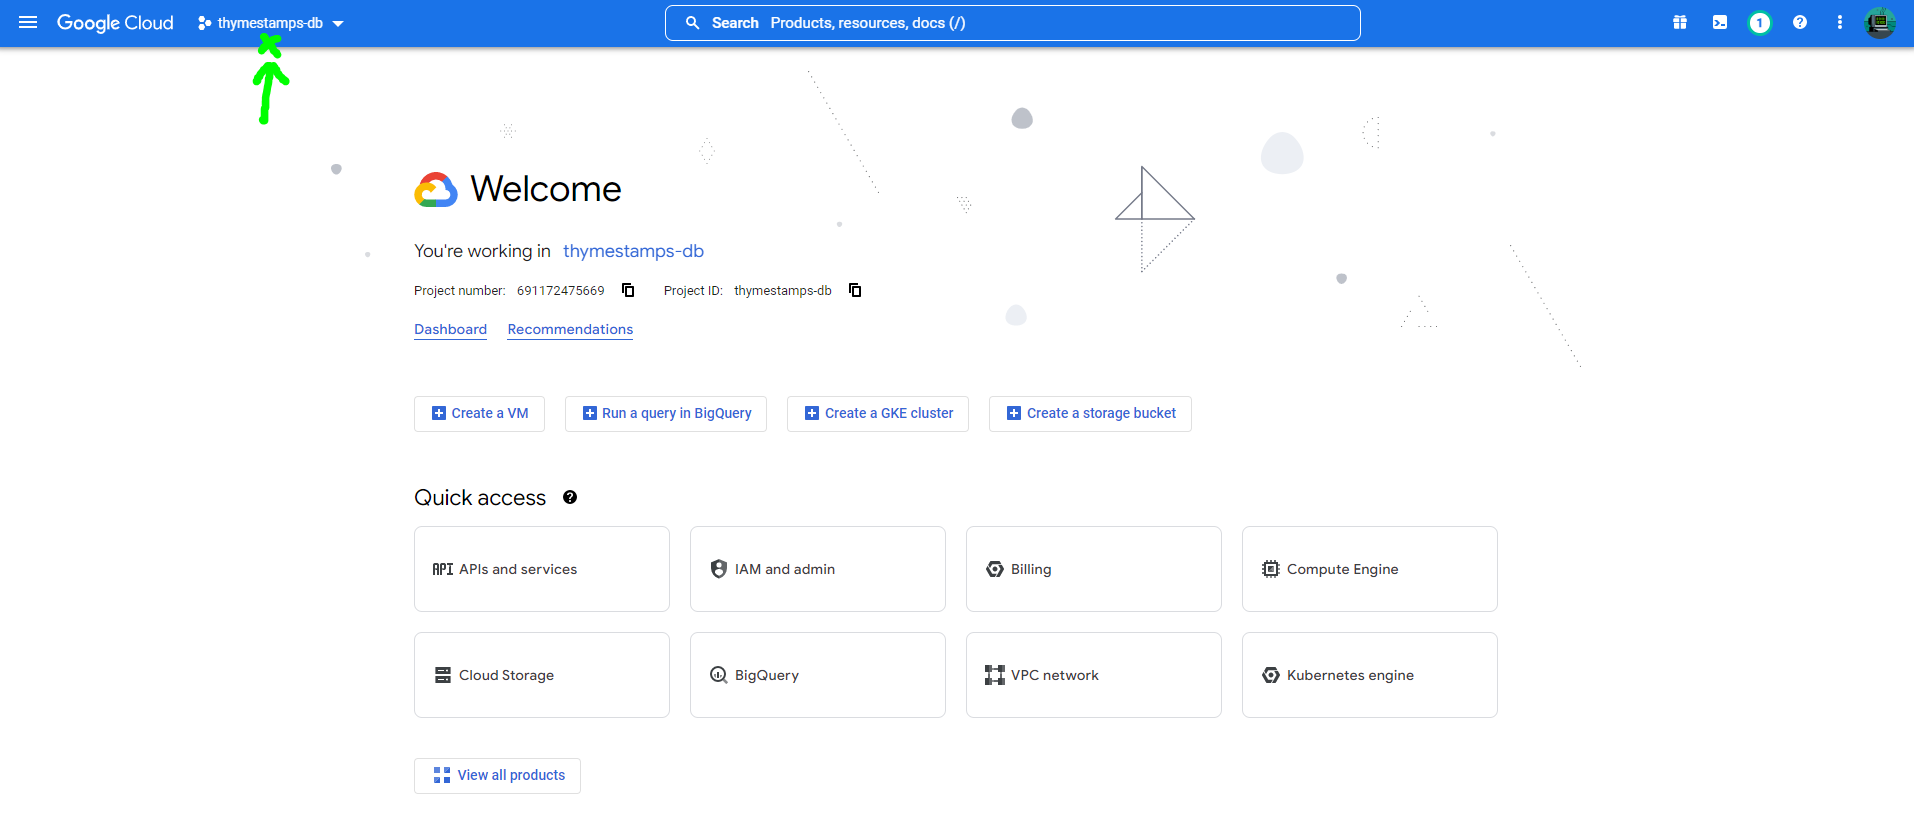 Google Cloud thymestamps-db Search Products, resources, docs (/) 1
Welcome
You're working in thymestamps-db
Project number: 691172475669 Project ID: thymestamps-db
Dashboard Recommendations
Create a VM Run a query in BigQuery Create a GKE cluster Create a storage bucket
Quick access
API APIs and services IAM and admin Billing Compute Engine
Cloud Storage BigQuery VPC network Kubernetes engine
View all products